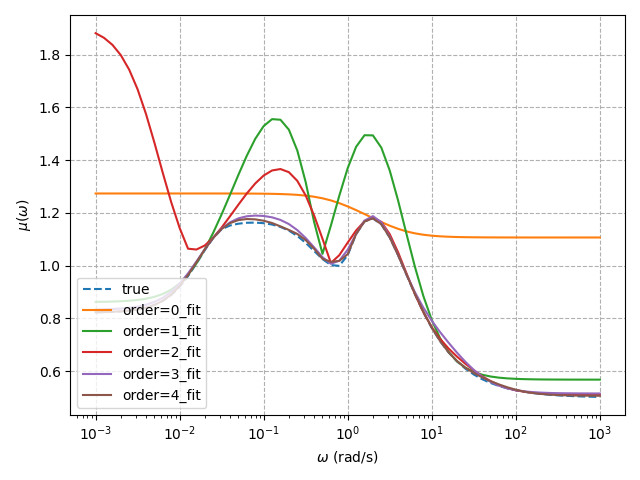 1.8
1.6
1.4
1.2
1.0
0.8
0.6
μ(ω)
true
order=0_fit
order=1_fit
order=2_fit
order=3_fit
order=4_fit
10⁻³ 10⁻² 10⁻¹ 10⁰ 10¹ 10² 10³
ω (rad/s)